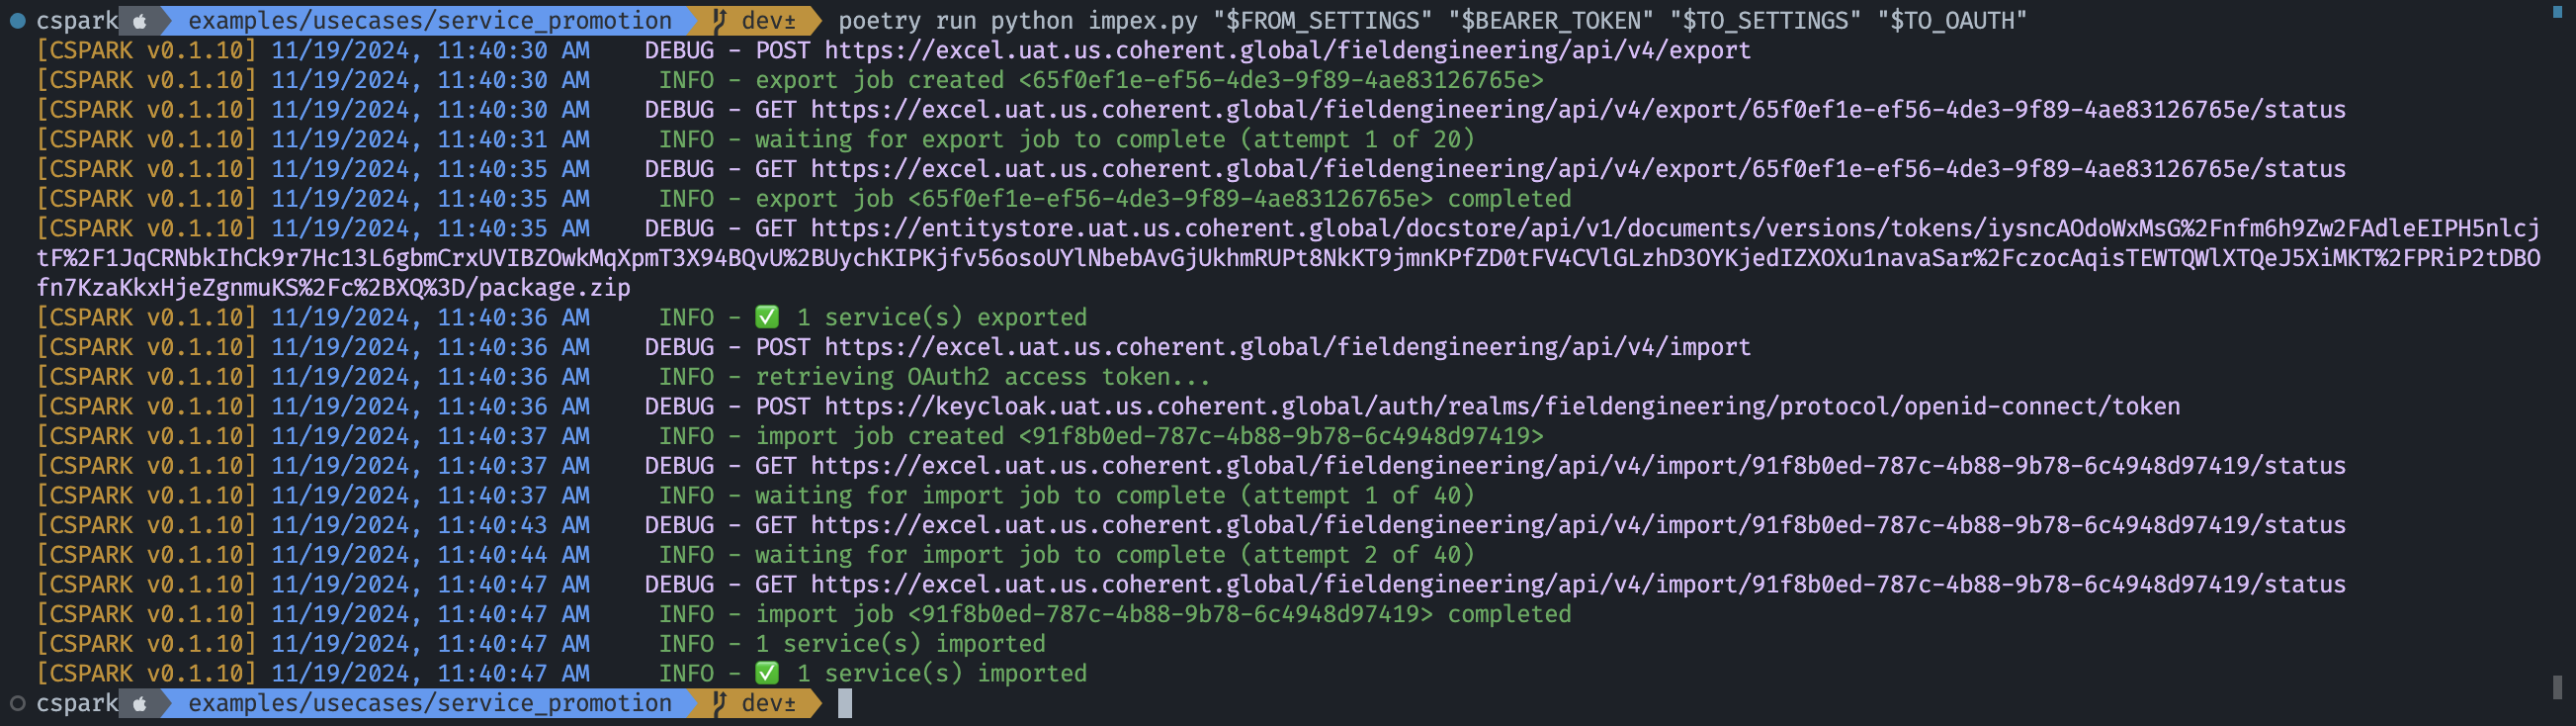 cspark examples/usecases/service_promotion dev± poetry run python impex.py "$FROM_SETTINGS" "$BEARER_TOKEN" "$TO_SETTINGS" "$TO_OAUTH"
[CSPARK v0.1.10] 11/19/2024, 11:40:30 AM DEBUG - POST https://excel.uat.us.coherent.global/fieldengineering/api/v4/export
[CSPARK v0.1.10] 11/19/2024, 11:40:30 AM INFO - export job created <65f0ef1e-ef56-4de3-9f89-4ae83126765e>
[CSPARK v0.1.10] 11/19/2024, 11:40:30 AM DEBUG - GET https://excel.uat.us.coherent.global/fieldengineering/api/v4/export/65f0ef1e-ef56-4de3-9f89-4ae83126765e/status
[CSPARK v0.1.10] 11/19/2024, 11:40:31 AM INFO - waiting for export job to complete (attempt 1 of 20)
[CSPARK v0.1.10] 11/19/2024, 11:40:35 AM DEBUG - GET https://excel.uat.us.coherent.global/fieldengineering/api/v4/export/65f0ef1e-ef56-4de3-9f89-4ae83126765e/status
[CSPARK v0.1.10] 11/19/2024, 11:40:35 AM INFO - export job <65f0ef1e-ef56-4de3-9f89-4ae83126765e> completed
[CSPARK v0.1.10] 11/19/2024, 11:40:35 AM DEBUG - GET https://entitystore.uat.us.coherent.global/docstore/api/v1/documents/versions/tokens/iysncAOdoWxMsG%2Fnfm6h9Zw2FAdleEIPH5nlcj
tF%2F1JqCRNbkIhCk9r7Hc13L6gbmCrxUVIBZOwkMqXpmT3X94BQvU%2BUychKIPKjfv56osoUYlNbebAvGjUkhmRUPt8NkKT9jmnKPfZD0tFV4CVlGLzhD3OYKjedIZXOXu1navaSar%2FczocAqisTEWTQWlXTQeJ5XiMKT%2FPRiP2tDBO
fn7KzaKkxHjeZgnmuKS%2Fc%2BXQ%3D/package.zip
[CSPARK v0.1.10] 11/19/2024, 11:40:36 AM INFO - ✅ 1 service(s) exported
[CSPARK v0.1.10] 11/19/2024, 11:40:36 AM DEBUG - POST https://excel.uat.us.coherent.global/fieldengineering/api/v4/import
[CSPARK v0.1.10] 11/19/2024, 11:40:36 AM INFO - retrieving OAuth2 access token...
[CSPARK v0.1.10] 11/19/2024, 11:40:36 AM DEBUG - POST https://keycloak.uat.us.coherent.global/auth/realms/fieldengineering/protocol/openid-connect/token
[CSPARK v0.1.10] 11/19/2024, 11:40:37 AM INFO - import job created <91f8b0ed-787c-4b88-9b78-6c4948d97419>
[CSPARK v0.1.10] 11/19/2024, 11:40:37 AM DEBUG - GET https://excel.uat.us.coherent.global/fieldengineering/api/v4/import/91f8b0ed-787c-4b88-9b78-6c4948d97419/status
[CSPARK v0.1.10] 11/19/2024, 11:40:37 AM INFO - waiting for import job to complete (attempt 1 of 40)
[CSPARK v0.1.10] 11/19/2024, 11:40:43 AM DEBUG - GET https://excel.uat.us.coherent.global/fieldengineering/api/v4/import/91f8b0ed-787c-4b88-9b78-6c4948d97419/status
[CSPARK v0.1.10] 11/19/2024, 11:40:44 AM INFO - waiting for import job to complete (attempt 2 of 40)
[CSPARK v0.1.10] 11/19/2024, 11:40:47 AM DEBUG - GET https://excel.uat.us.coherent.global/fieldengineering/api/v4/import/91f8b0ed-787c-4b88-9b78-6c4948d97419/status
[CSPARK v0.1.10] 11/19/2024, 11:40:47 AM INFO - import job <91f8b0ed-787c-4b88-9b78-6c4948d97419> completed
[CSPARK v0.1.10] 11/19/2024, 11:40:47 AM INFO - 1 service(s) imported
[CSPARK v0.1.10] 11/19/2024, 11:40:47 AM INFO - ✅ 1 service(s) imported
cspark examples/usecases/service_promotion dev±